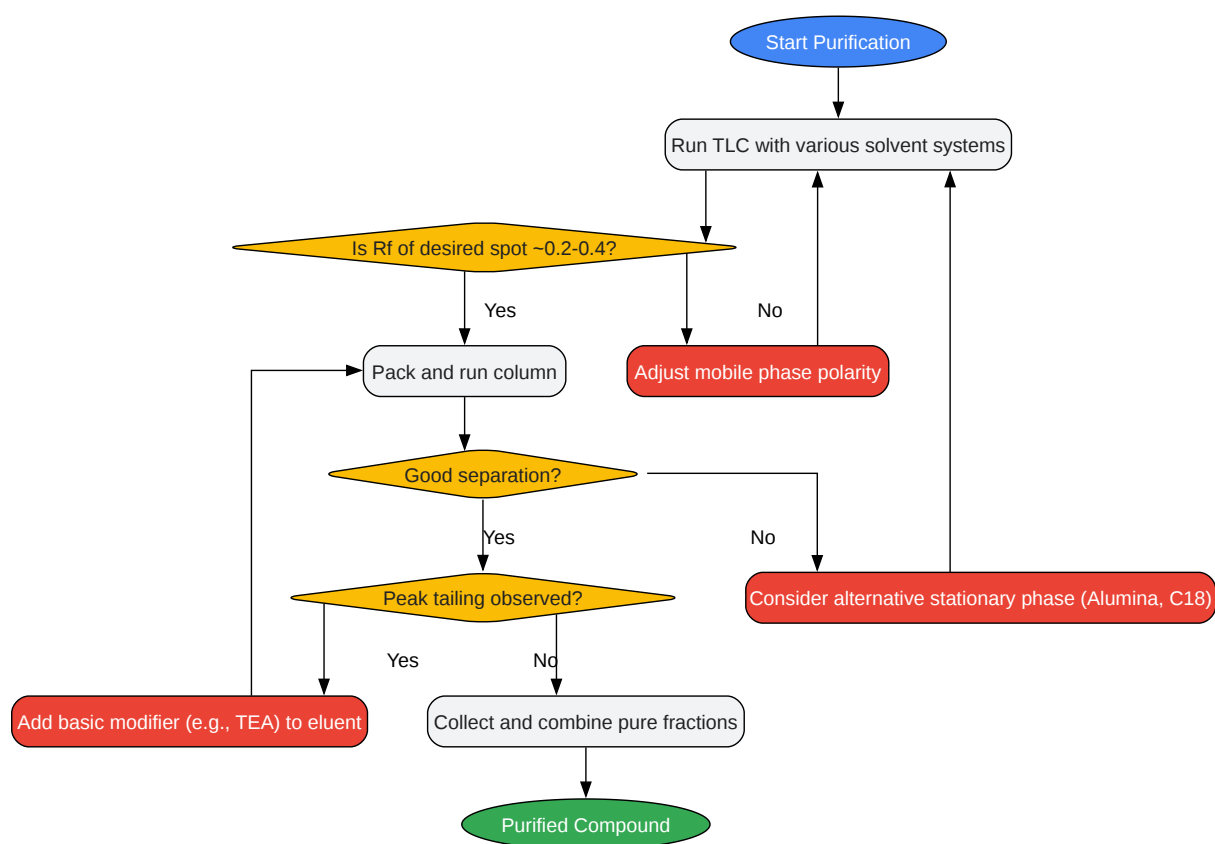 Start Purification
Run TLC with various solvent systems
Is Rf of desired spot ~0.2-0.4?
Yes
No
Pack and run column
Adjust mobile phase polarity
Good separation?
Yes
No
Peak tailing observed?
Consider alternative stationary phase (Alumina, C18)
Yes
No
Add basic modifier (e.g., TEA) to eluent
Collect and combine pure fractions
Purified Compound